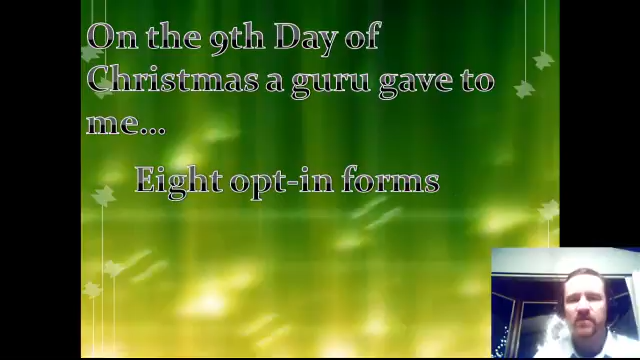 On the 9th Day of
Christmas a guru gave to
me...
Eight opt-in forms